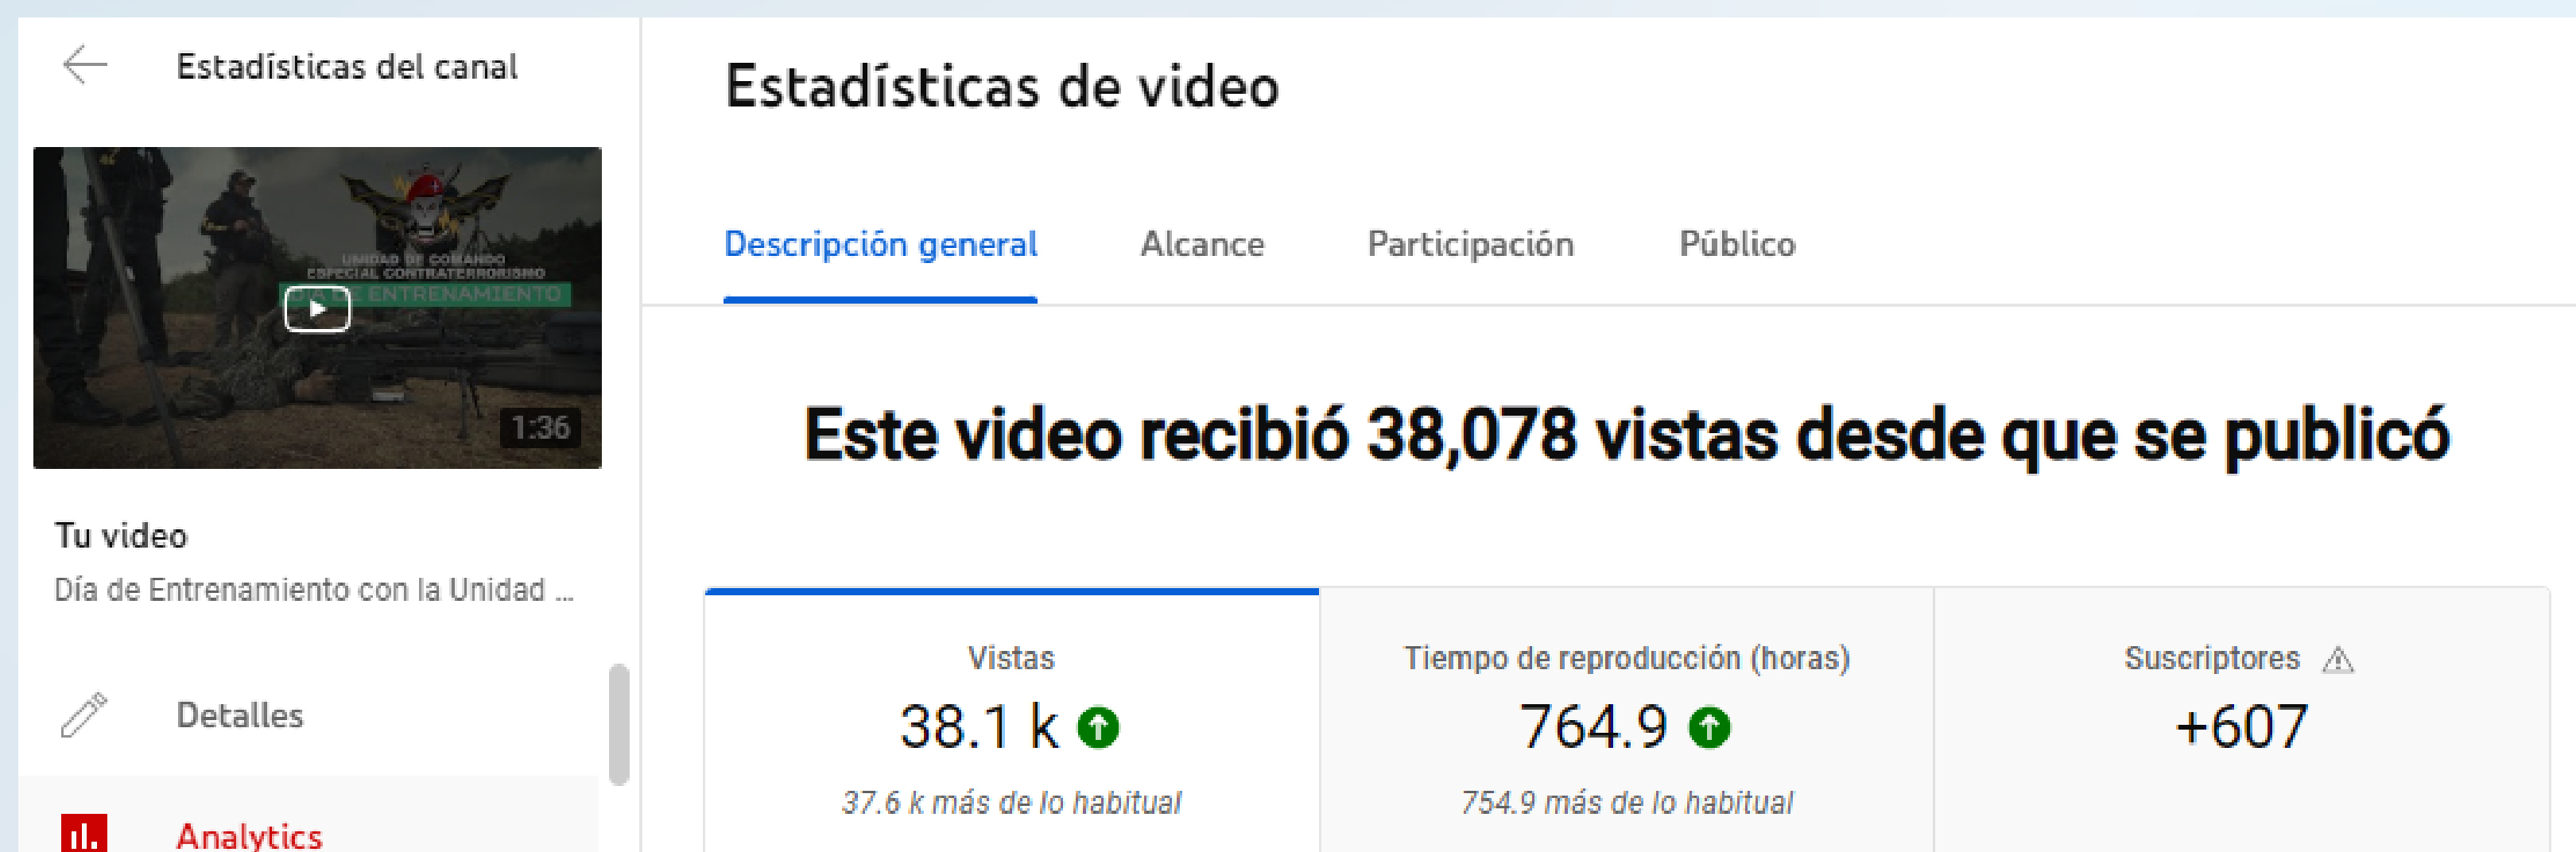 Estadísticas del canal
UNIDAD DE COMANDO
ESPECIAL CONTRATERRORISMO
DÍA DE ENTRENAMIENTO
1:36
Tu video
Día de Entrenamiento con la Unidad ...
Detalles
Analytics
Estadísticas de video
Descripción general Alcance Participación Público
Este video recibió 38,078 vistas desde que se publicó
Vistas
38.1 k
37.6 k más de lo habitual
Tiempo de reproducción (horas)
764.9
754.9 más de lo habitual
Suscriptores
+607